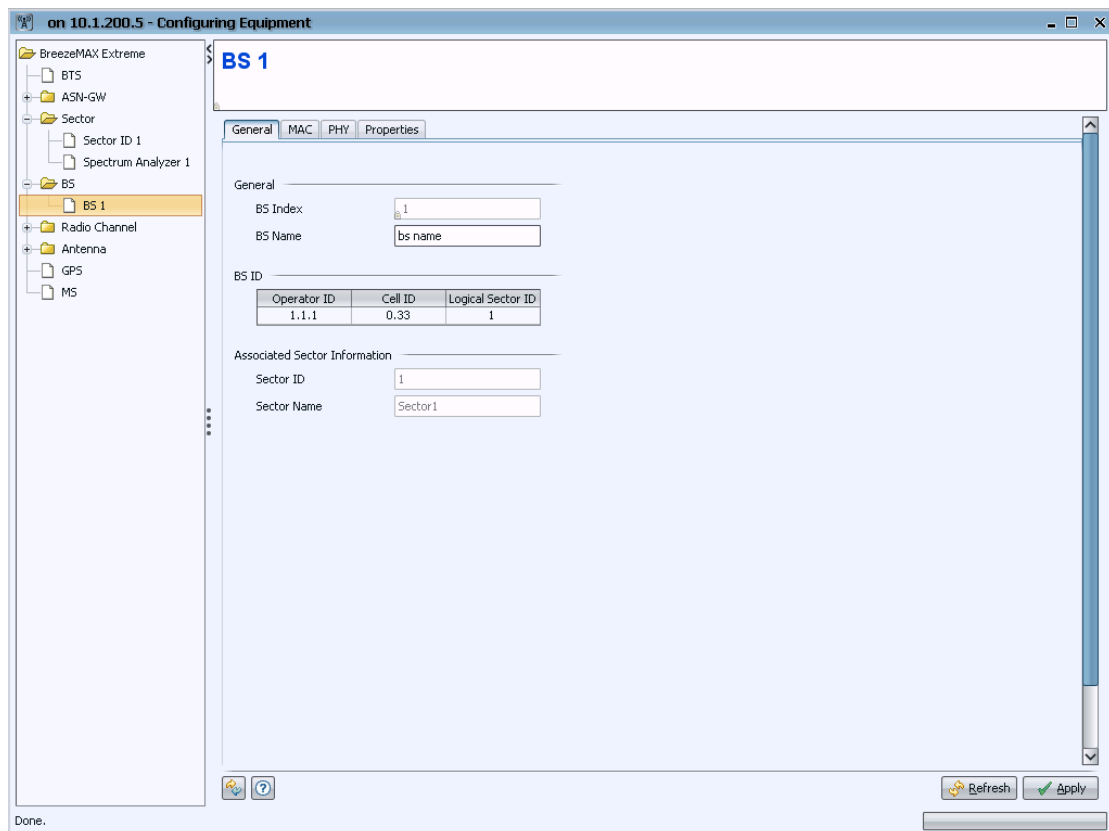 on 10.1.200.5 - Configuring Equipment
BreezeMAX Extreme
BTS
ASN-GW
Sector
Sector ID 1
Spectrum Analyzer 1
BS
BS 1
Radio Channel
Antenna
GPS
MS
BS 1
General MAC PHY Properties
General
BS Index 1
BS Name bs name
BS ID
Operator ID Cell ID Logical Sector ID
1.1.1 0.33 1
Associated Sector Information
Sector ID 1
Sector Name Sector1
Refresh Apply
Done.